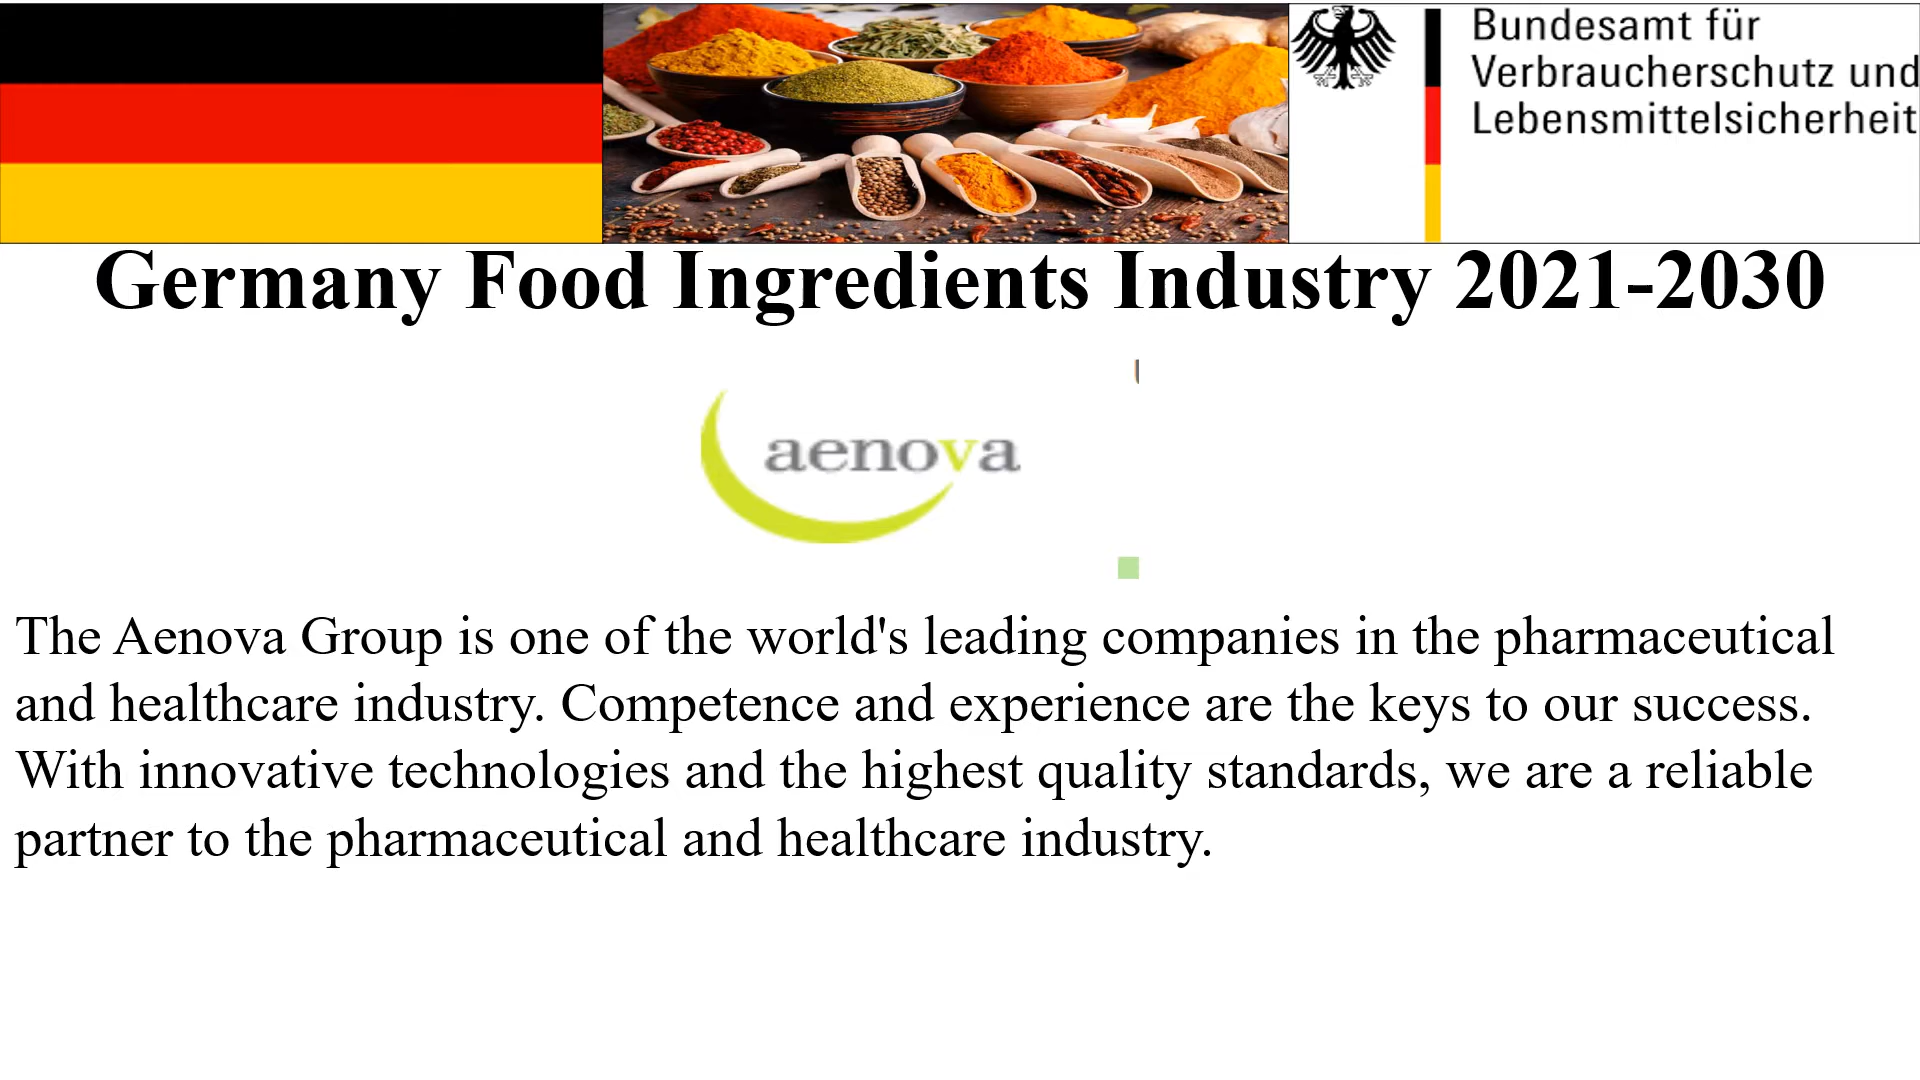 Bundesamt für
Verbraucherschutz und
Lebensmittelsicherheit
Germany Food Ingredients Industry 2021-2030
aenova
The Aenova Group is one of the world's leading companies in the pharmaceutical
and healthcare industry. Competence and experience are the keys to our success.
With innovative technologies and the highest quality standards, we are a reliable
partner to the pharmaceutical and healthcare industry.